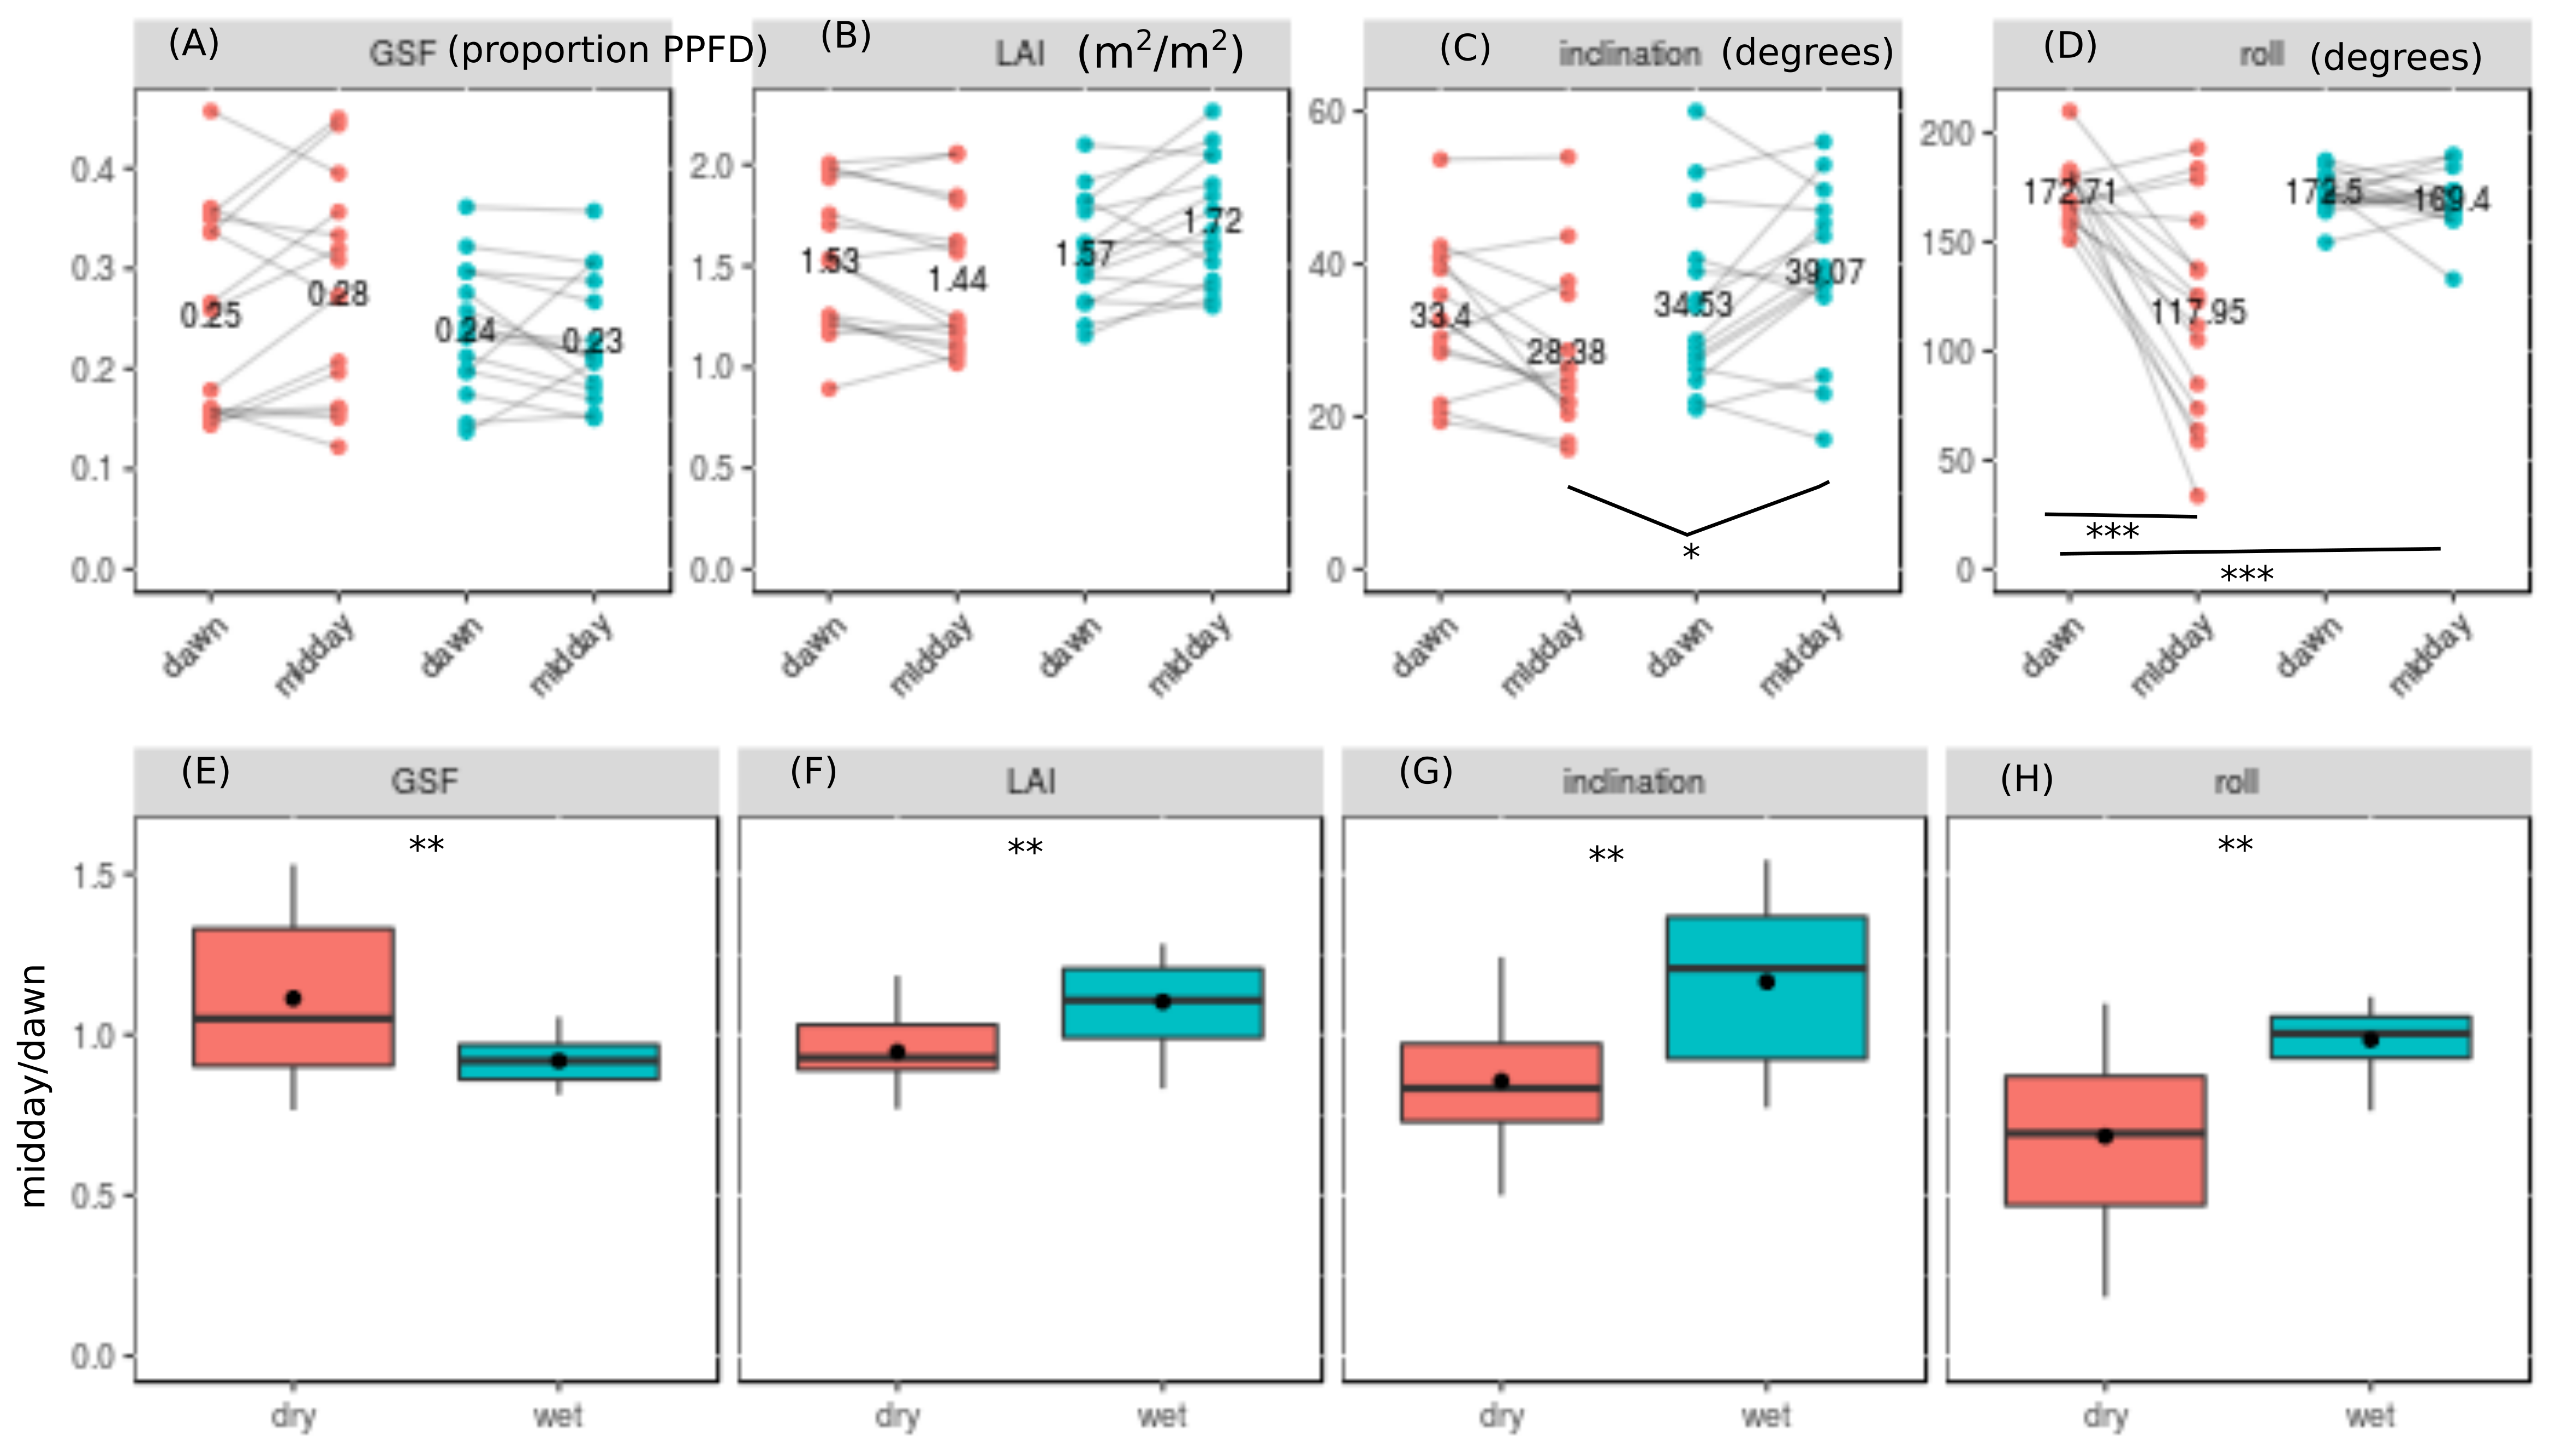 (A) GSF (proportion PPFD)
0.4
0.3
0.2
0.1
0.0
0.25
0.28
0.24
0.23
dawn
midday
dawn
midday
(B) LAI (m²/m²)
2.0
1.5
1.0
0.5
0.0
1.53
1.44
1.57
1.72
dawn
midday
dawn
midday
(C) inclination (degrees)
60
40
20
0
33.4
28.38
34.53
39.07
*
dawn
midday
dawn
midday
(D) roll (degrees)
200
150
100
50
0
172.71
117.95
172.5
169.4
***
***
dawn
midday
dawn
midday
midday/dawn
(E) GSF
1.5
1.0
0.5
0.0
**
dry
wet
(F) LAI
**
dry
wet
(G) inclination
**
dry
wet
(H) roll
**
dry
wet